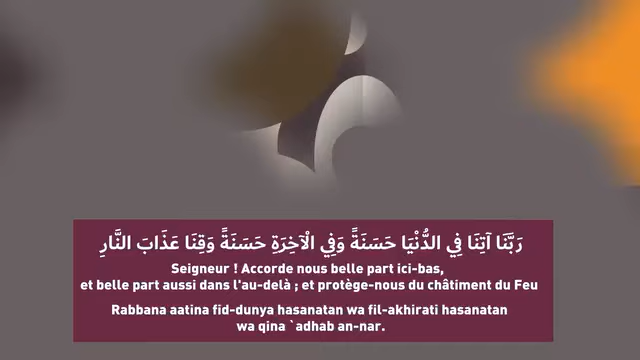 رَبَّنَا آتِنَا فِي الدُّنْيَا حَسَنَةً وَفِي الْآخِرَةِ حَسَنَةً وَقِنَا عَذَابَ النَّارِ
Seigneur ! Accorde nous belle part ici-bas,
et belle part aussi dans l'au-delà ; et protège-nous du châtiment du Feu
Rabbana aatina fid-dunya hasanatan wa fil-akhirati hasanatan
wa qina `adhab an-nar.